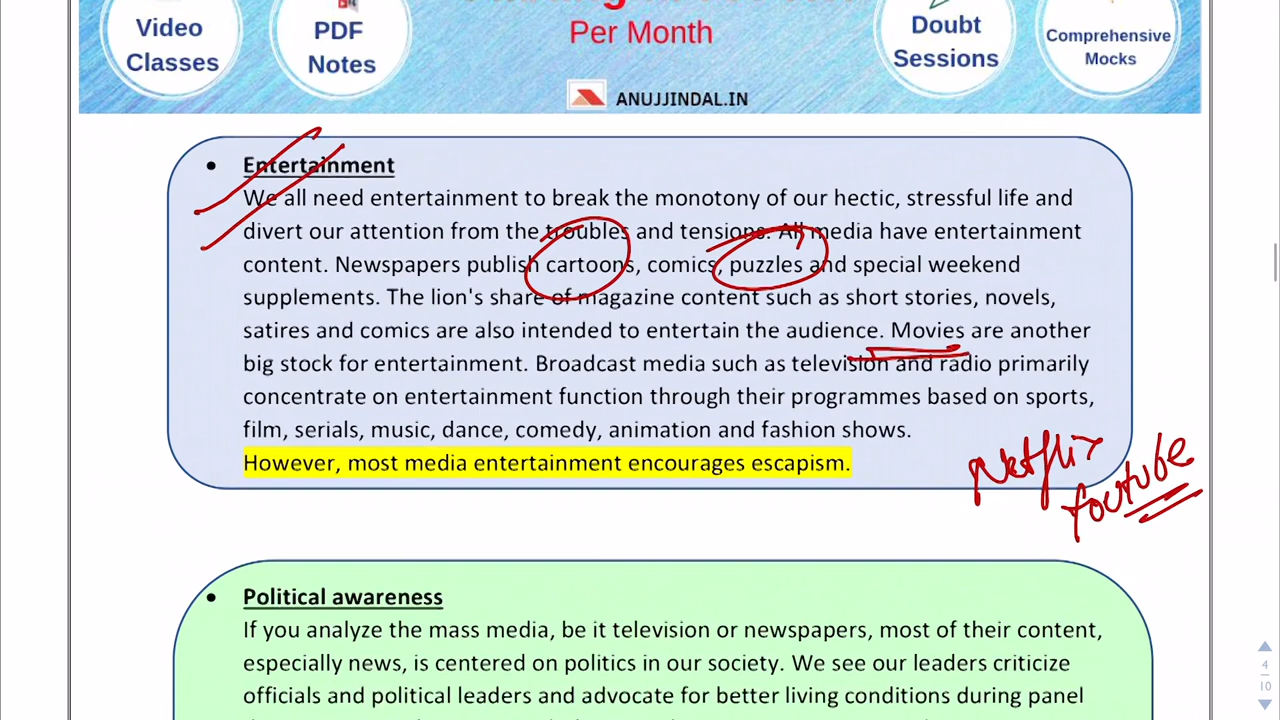 Video
Classes
PDF
Notes
Per Month
Doubt
Sessions
Comprehensive
Mocks
ANUJJINDAL.IN
• Entertainment
We all need entertainment to break the monotony of our hectic, stressful life and
divert our attention from the troubles and tensions. All media have entertainment
content. Newspapers publish cartoons, comics, puzzles and special weekend
supplements. The lion's share of magazine content such as short stories, novels,
satires and comics are also intended to entertain the audience. Movies are another
big stock for entertainment. Broadcast media such as television and radio primarily
concentrate on entertainment function through their programmes based on sports,
film, serials, music, dance, comedy, animation and fashion shows.
However, most media entertainment encourages escapism.
Netflix
Youtube
• Political awareness
If you analyze the mass media, be it television or newspapers, most of their content,
especially news, is centered on politics in our society. We see our leaders criticize
officials and political leaders and advocate for better living conditions during panel
4
10